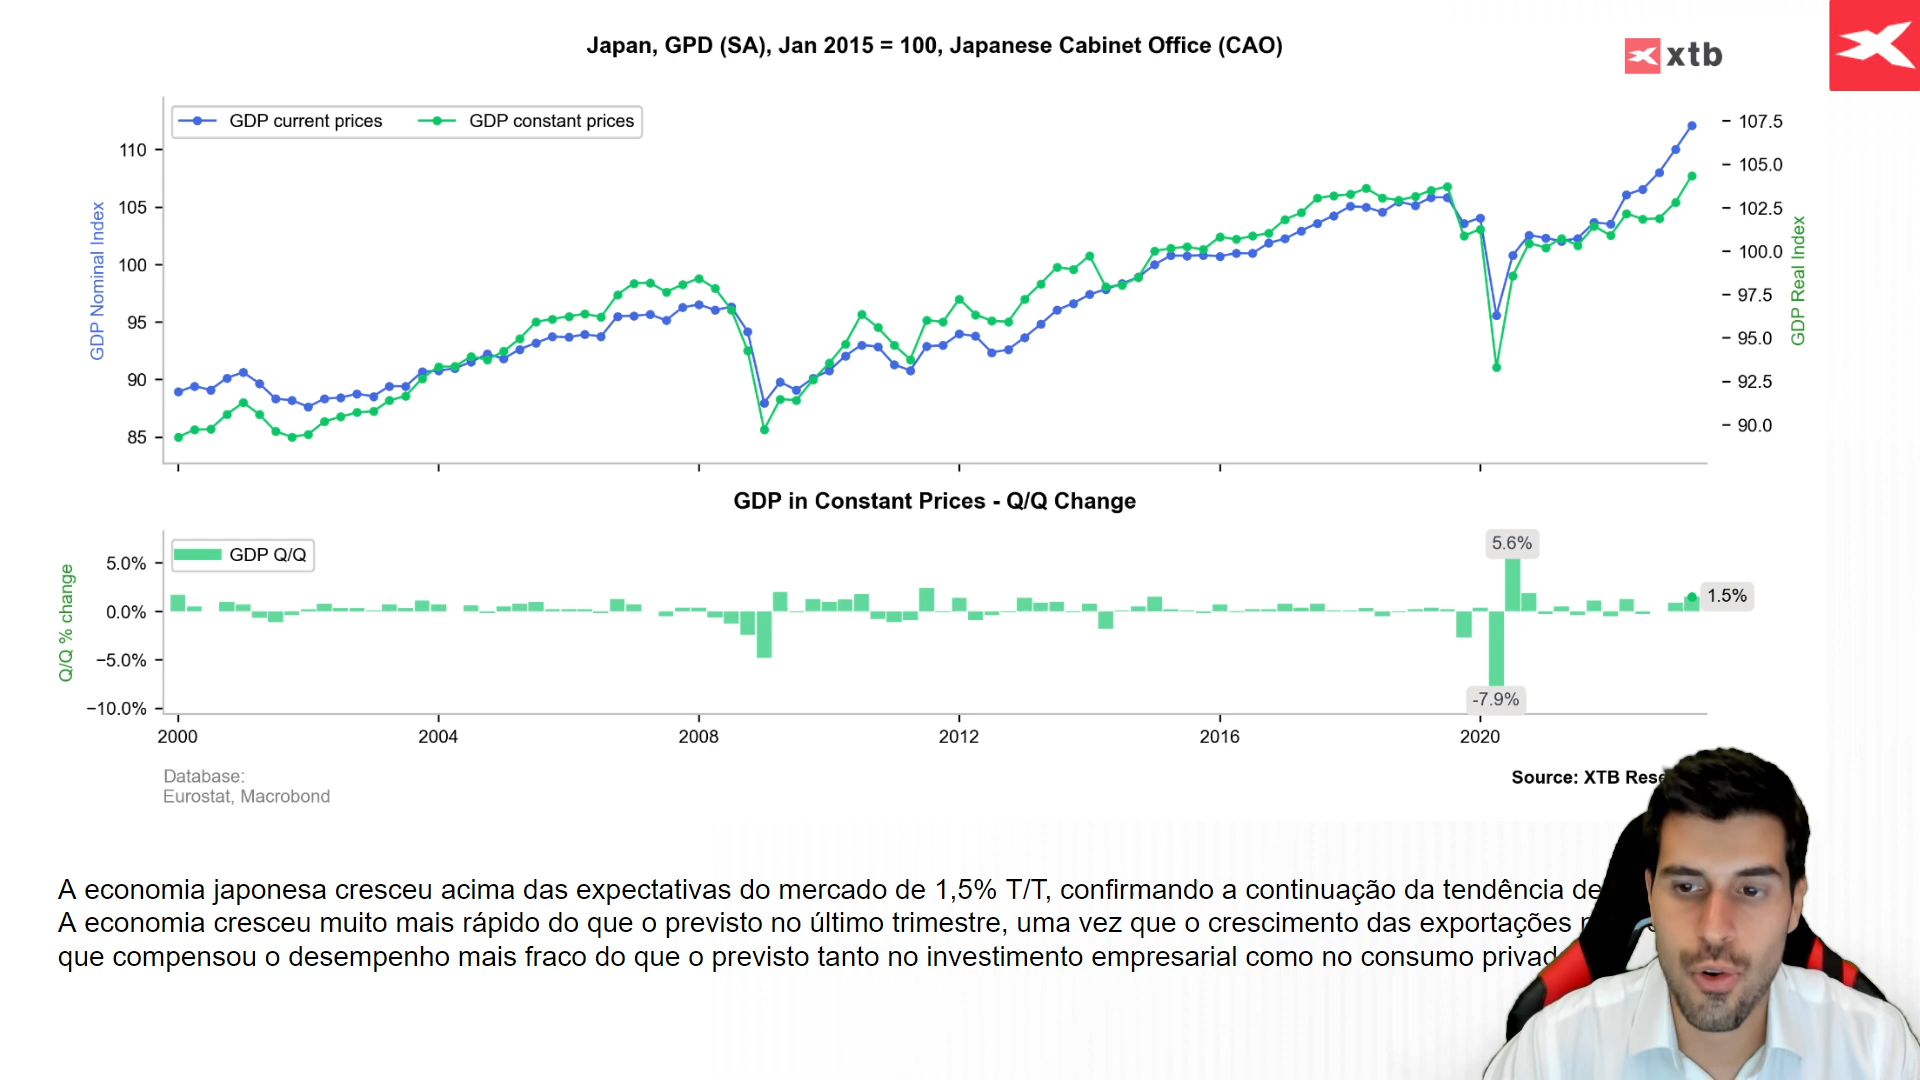 Japan, GPD (SA), Jan 2015 = 100, Japanese Cabinet Office (CAO)
xtb
GDP current prices
GDP constant prices
GDP Nominal Index
110
105
100
95
90
85
107.5
105.0
102.5
100.0
97.5
95.0
92.5
90.0
GDP Real Index
GDP in Constant Prices - Q/Q Change
GDP Q/Q
Q/Q % change
5.0%
0.0%
−5.0%
−10.0%
5.6%
1.5%
-7.9%
2000
2004
2008
2012
2016
2020
Database:
Eurostat, Macrobond
Source: XTB
A economia japonesa cresceu acima das expectativas do mercado de 1,5% T/T, confirmando a continuação da tendência de
A economia cresceu muito mais rápido do que o previsto no último trimestre, uma vez que o crescimento das exportações
que compensou o desempenho mais fraco do que o previsto tanto no investimento empresarial como no consumo